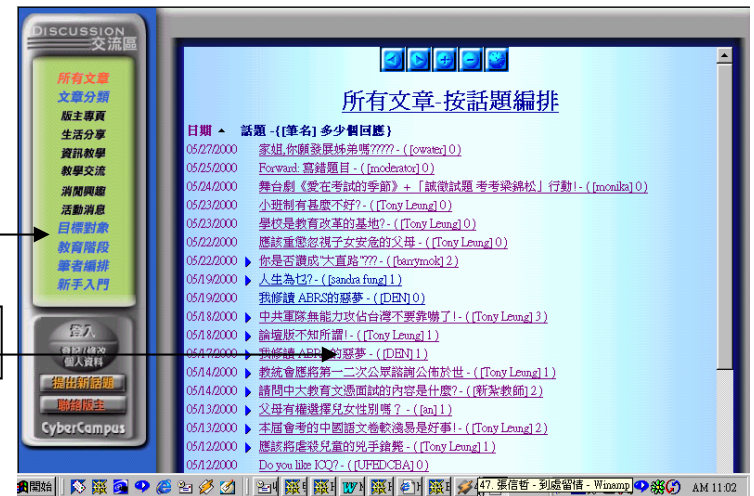 DISCUSSION
交流區
所有文章
文章分類
版主專頁
生活分享
資訊教學
教學交流
消閒興趣
活動消息
目標對象
教育階段
筆者編排
新手入門
登入
登記/修改
個人資料
提出新話題
聯絡版主
CyberCampus
所有文章-按話題編排
日期 話題 -{[筆名] 多少個回應}
05/27/2000 家姐,你願發展姊弟嗎????? - ( [owater] 0 )
05/25/2000 Forward: 寫錯題目 - ( [moderator] 0 )
05/24/2000 舞台劇《愛在考試的季節》+「誠徵試題 考考梁錦松」行動! - ( [monika] 0 )
05/23/2000 小班制有甚麼不好? - ( [Tony Leung] 0 )
05/23/2000 學校是教育改革的基地? - ( [Tony Leung] 0 )
05/22/2000 應該重懲忽視子女安危的父母 - ( [Tony Leung] 0 )
05/22/2000 你是否讚成"大直路"??? - ( [barrymok] 2 )
05/19/2000 人生為乜? - ( [sandra fung] 1 )
05/19/2000 我修讀 ABRS的惡夢 - ( [DEN] 0 )
05/18/2000 中共軍隊無能力攻佔台灣不要靠嚇了! - ( [Tony Leung] 3 )
05/18/2000 論壇版不知所謂! - ( [Tony Leung] 1 )
05/17/2000 我修讀 ABRS的惡夢 - ( [DEN] 1 )
05/14/2000 教統會應將第一二次公眾諮詢公佈於世 - ( [Tony Leung] 1 )
05/14/2000 請問中大教育文憑面試的內容是什麼? - ( [新紮教師] 2 )
05/13/2000 父母有權選擇兒女性別嗎? - ( [an] 1 )
05/13/2000 本屆會考的中國語文卷較淺易是好事! - ( [Tony Leung] 2 )
05/12/2000 應該將虐殺兒童的兇手鎗斃 - ( [Tony Leung] 1 )
05/12/2000 Do you like ICQ? - ( [UFEDCBA] 0 )
開始
47. 張信哲 - 到處留情 - Winamp
AM 11:02